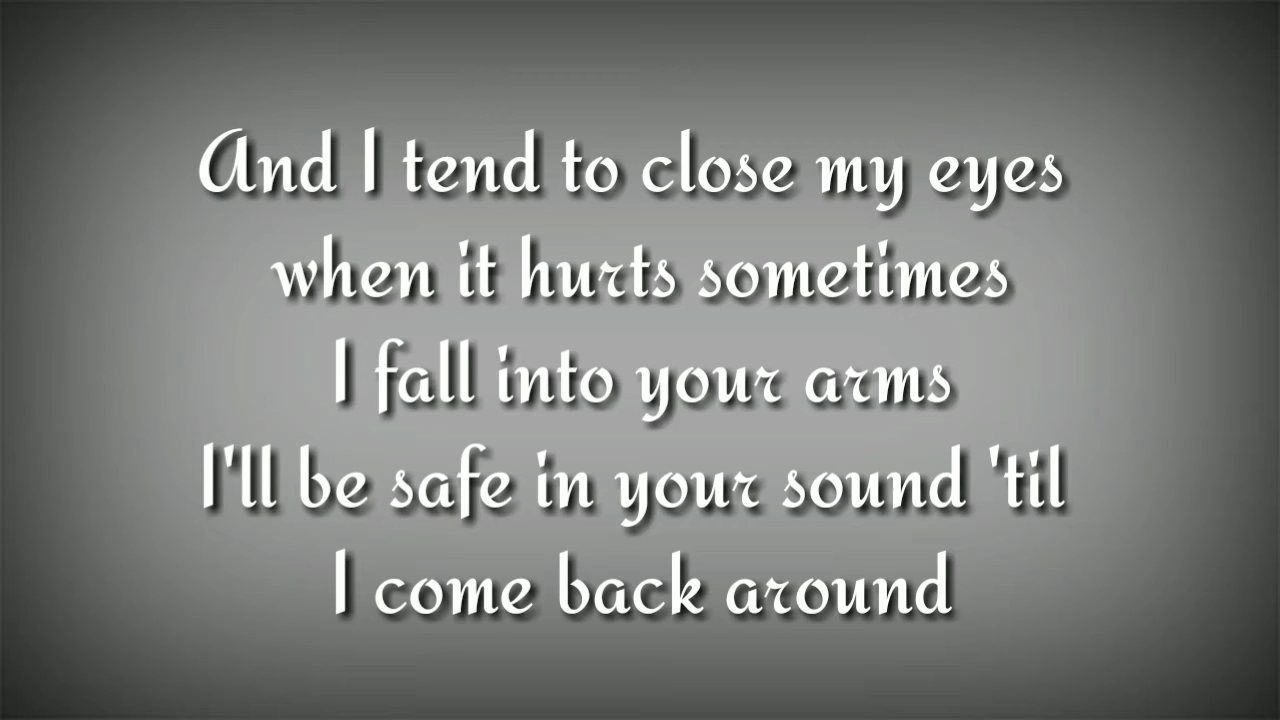 And I tend to close my eyes
when it hurts sometimes
I fall into your arms
I'll be safe in your sound 'til
I come back around